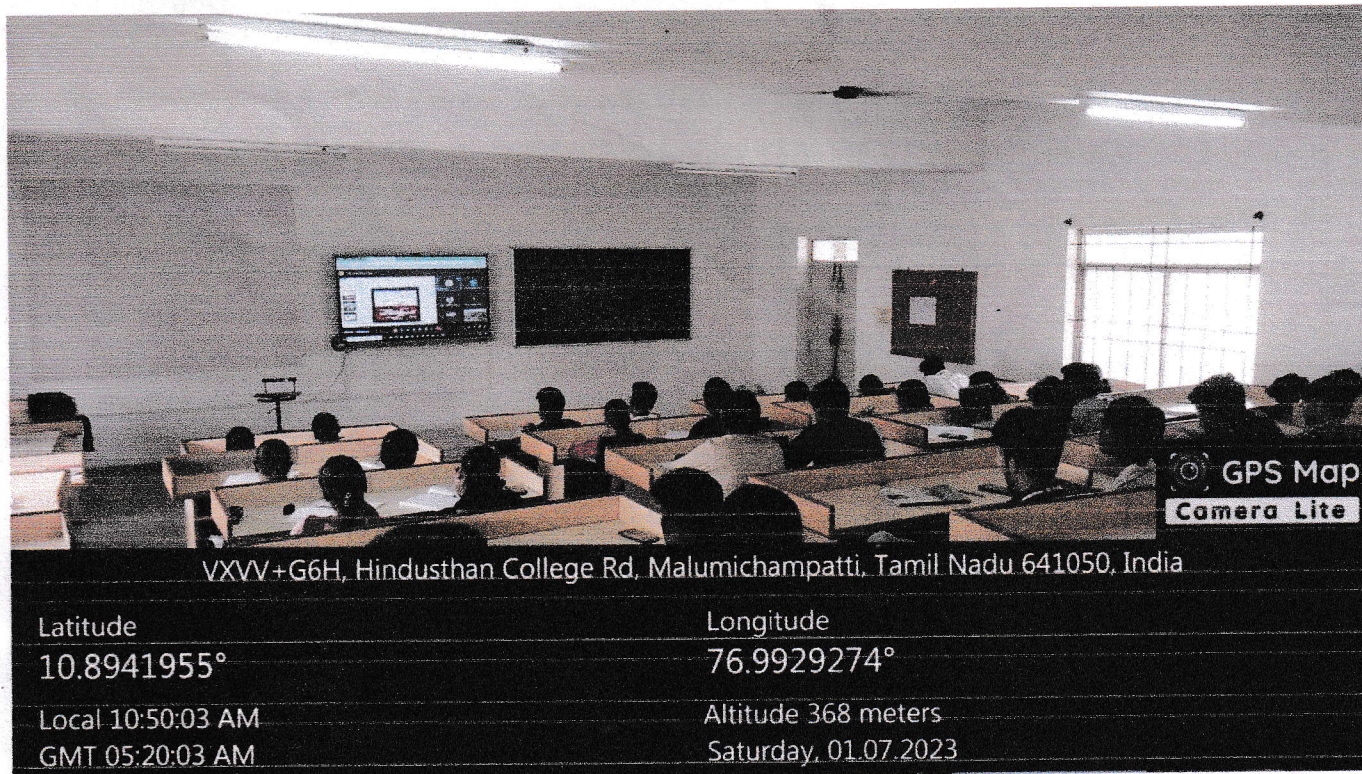 GPS Map
Camera Lite
VXVV+G6H, Hindusthan College Rd, Malumichampatti, Tamil Nadu 641050, India
Latitude
10.8941955°
Longitude
76.9929274°
Local 10:50:03 AM
GMT 05:20:03 AM
Altitude 368 meters
Saturday, 01.07.2023